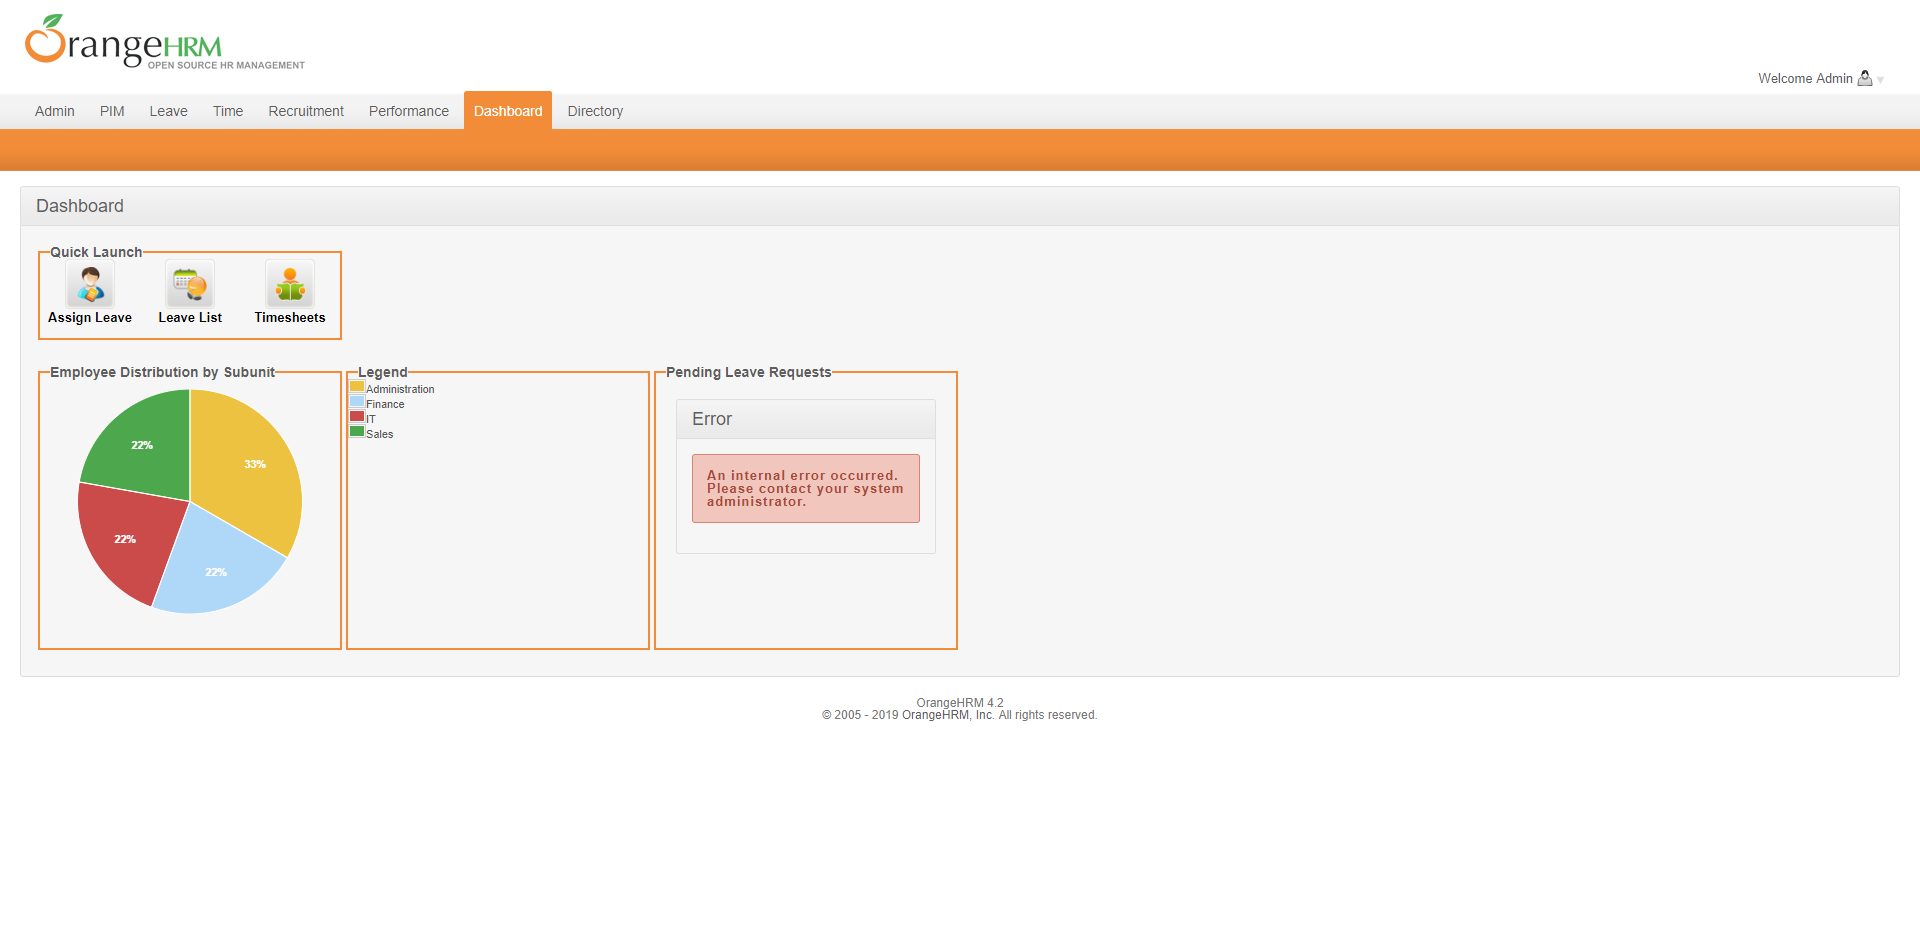 OrangeHRM
OPEN SOURCE HR MANAGEMENT
Welcome Admin
Admin PIM Leave Time Recruitment Performance Dashboard Directory
Dashboard
Quick Launch
Assign Leave Leave List Timesheets
Employee Distribution by Subunit
33%
22%
22%
22%
Legend
Administration
Finance
IT
Sales
Pending Leave Requests
Error
An internal error occurred.
Please contact your system
administrator.
OrangeHRM 4.2
© 2005 - 2019 OrangeHRM, Inc. All rights reserved.